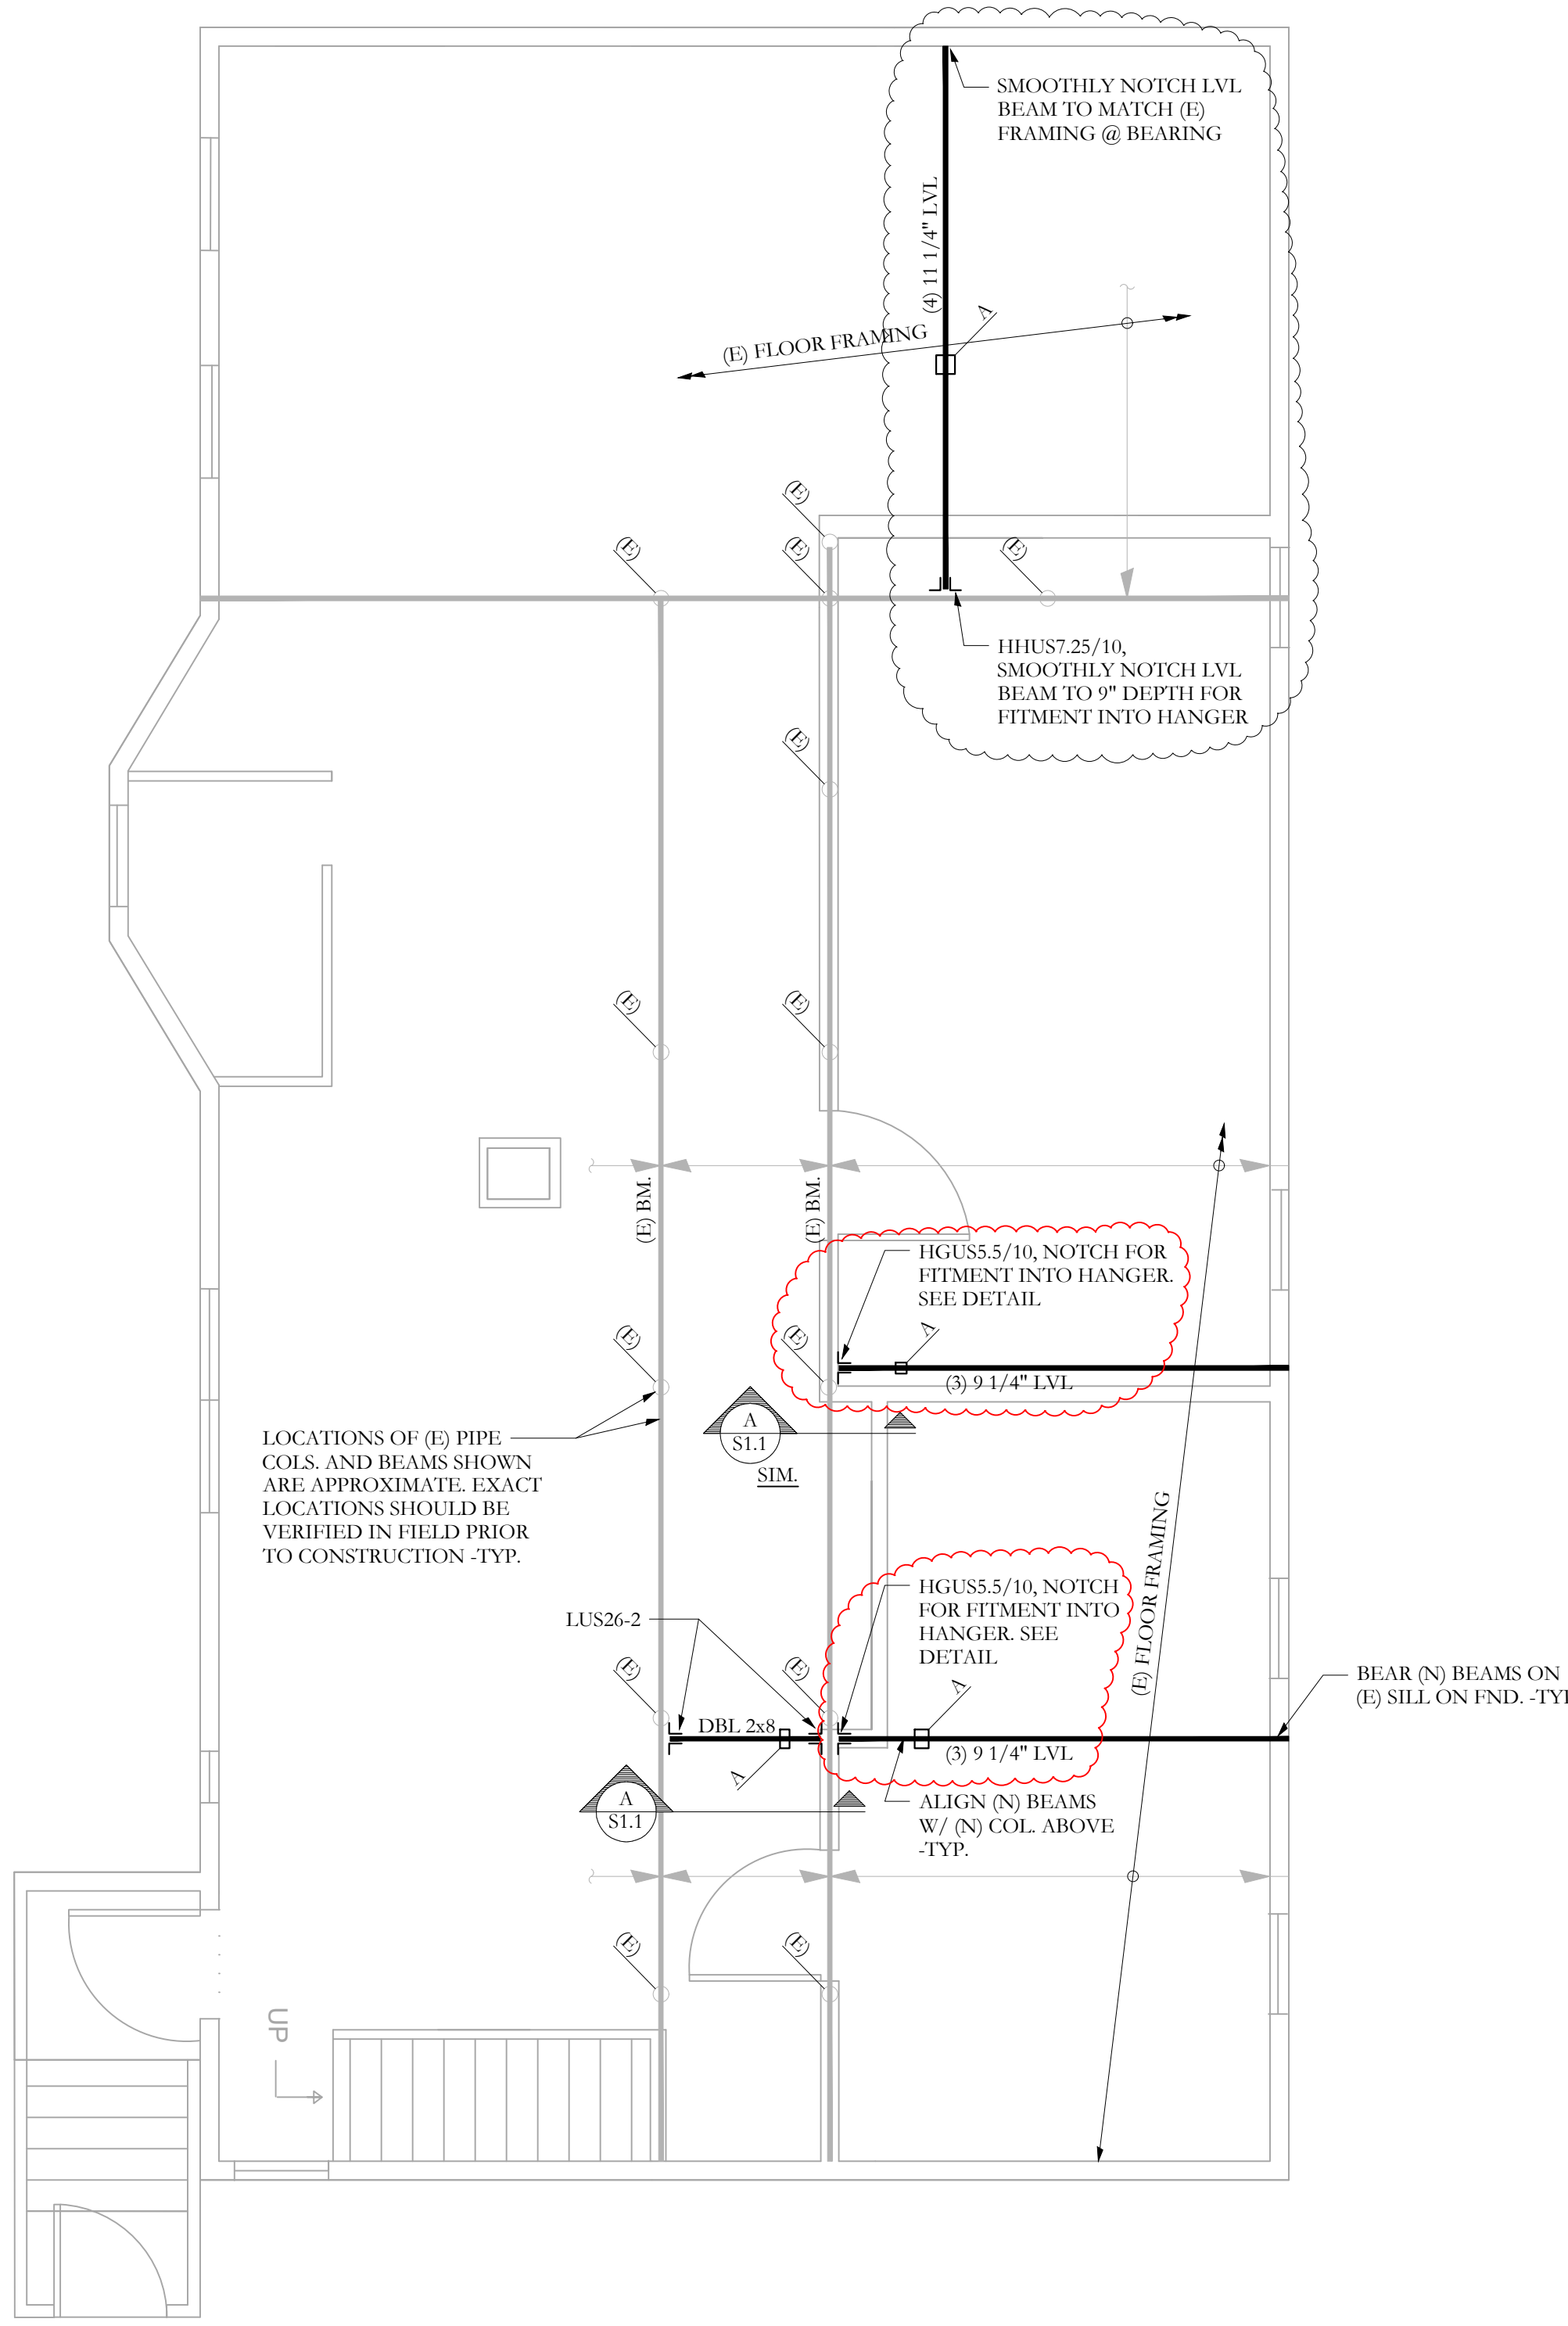 SMOOTHLY NOTCH LVL
BEAM TO MATCH (E)
FRAMING @ BEARING
(4) 11 1/4" LVL
A
(E) FLOOR FRAMING
(E)
(E)
(E)
(E)
HHUS7.25/10,
SMOOTHLY NOTCH LVL
BEAM TO 9" DEPTH FOR
FITMENT INTO HANGER
(E)
(E)
(E)
(E) BM.
(E) BM.
HGUS5.5/10, NOTCH FOR
FITMENT INTO HANGER.
SEE DETAIL
(E)
(E)
A
(3) 9 1/4" LVL
A
S1.1
SIM.
LOCATIONS OF (E) PIPE
COLS. AND BEAMS SHOWN
ARE APPROXIMATE. EXACT
LOCATIONS SHOULD BE
VERIFIED IN FIELD PRIOR
TO CONSTRUCTION -TYP.
(E) FLOOR FRAMING
HGUS5.5/10, NOTCH
FOR FITMENT INTO
HANGER. SEE
DETAIL
LUS26-2
(E)
(E)
A
BEAR (N) BEAMS ON
(E) SILL ON FND. -TYP
DBL 2x8
(3) 9 1/4" LVL
A
A
S1.1
ALIGN (N) BEAMS
W/ (N) COL. ABOVE
-TYP.
(E)
(E)
UP